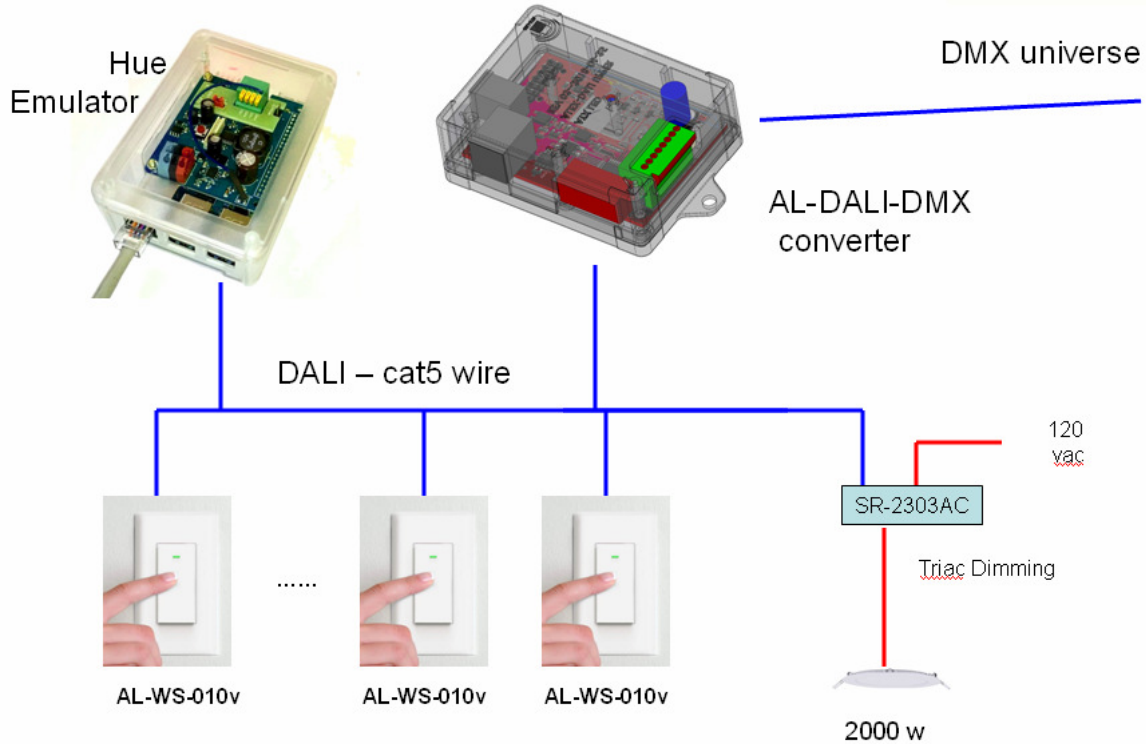 Hue
Emulator
DMX universe
AL-DALI-DMX
converter
DALI – cat5 wire
120
vac
SR-2303AC
Triac Dimming
......
AL-WS-010v
AL-WS-010v
AL-WS-010v
2000 w